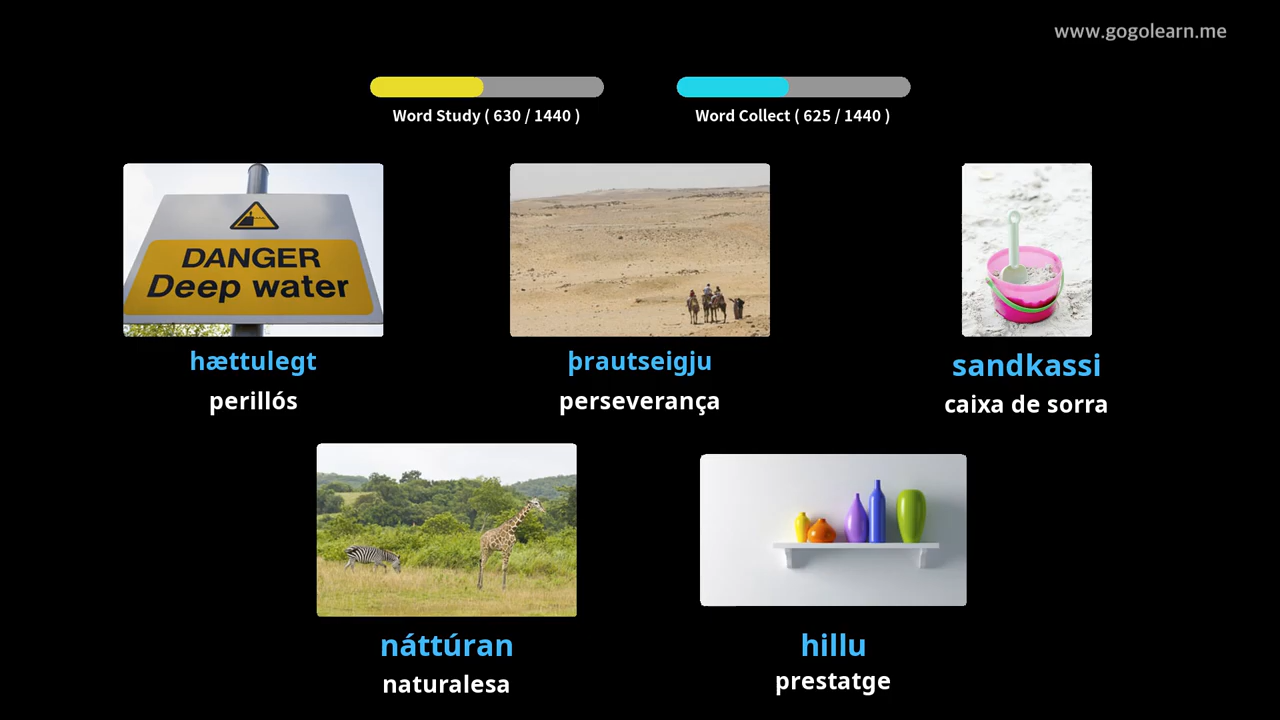 www.gogolearn.me
Word Study ( 630 / 1440 )
Word Collect ( 625 / 1440 )
DANGER
Deep water
hættulegt
perillós
þrautseigju
perseverança
sandkassi
caixa de sorra
náttúran
naturalesa
hillu
prestatge